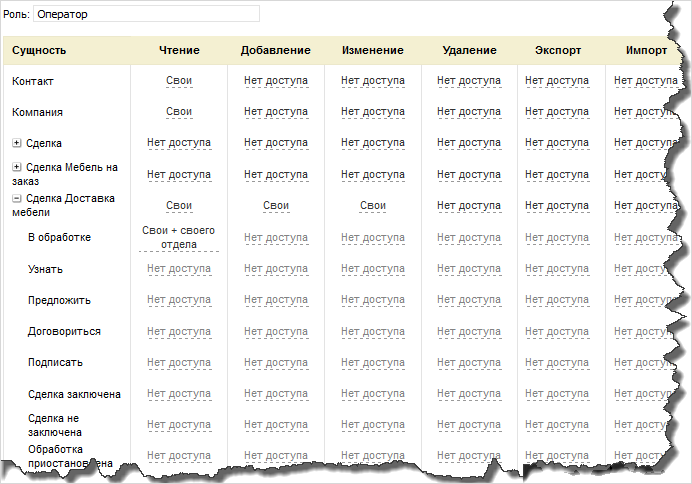 Роль: Оператор
Сущность Чтение Добавление Изменение Удаление Экспорт Импорт
Контакт Свои Нет доступа Нет доступа Нет доступа Нет доступа Нет доступа
Компания Свои Нет доступа Нет доступа Нет доступа Нет доступа Нет доступа
Сделка Нет доступа Нет доступа Нет доступа Нет доступа Нет доступа Нет доступа
Сделка Мебель на
заказ Нет доступа Нет доступа Нет доступа Нет доступа Нет доступа Нет доступа
Сделка Доставка
мебели Свои Свои Свои Нет доступа Нет доступа Нет доступа
В обработке Свои + своего
отдела Нет доступа Нет доступа Нет доступа Нет доступа Нет доступа
Узнать Нет доступа Нет доступа Нет доступа Нет доступа Нет доступа Нет доступа
Предложить Нет доступа Нет доступа Нет доступа Нет доступа Нет доступа Нет доступа
Договориться Нет доступа Нет доступа Нет доступа Нет доступа Нет доступа Нет доступа
Подписать Нет доступа Нет доступа Нет доступа Нет доступа Нет доступа Нет доступа
Сделка заключена Нет доступа Нет доступа Нет доступа Нет доступа Нет доступа Нет доступа
Сделка не
заключена Нет доступа Нет доступа Нет доступа Нет доступа Нет доступа Нет доступа
Обработка
приостановлена Нет доступа Нет доступа Нет доступа Нет доступа Нет доступа Нет доступа